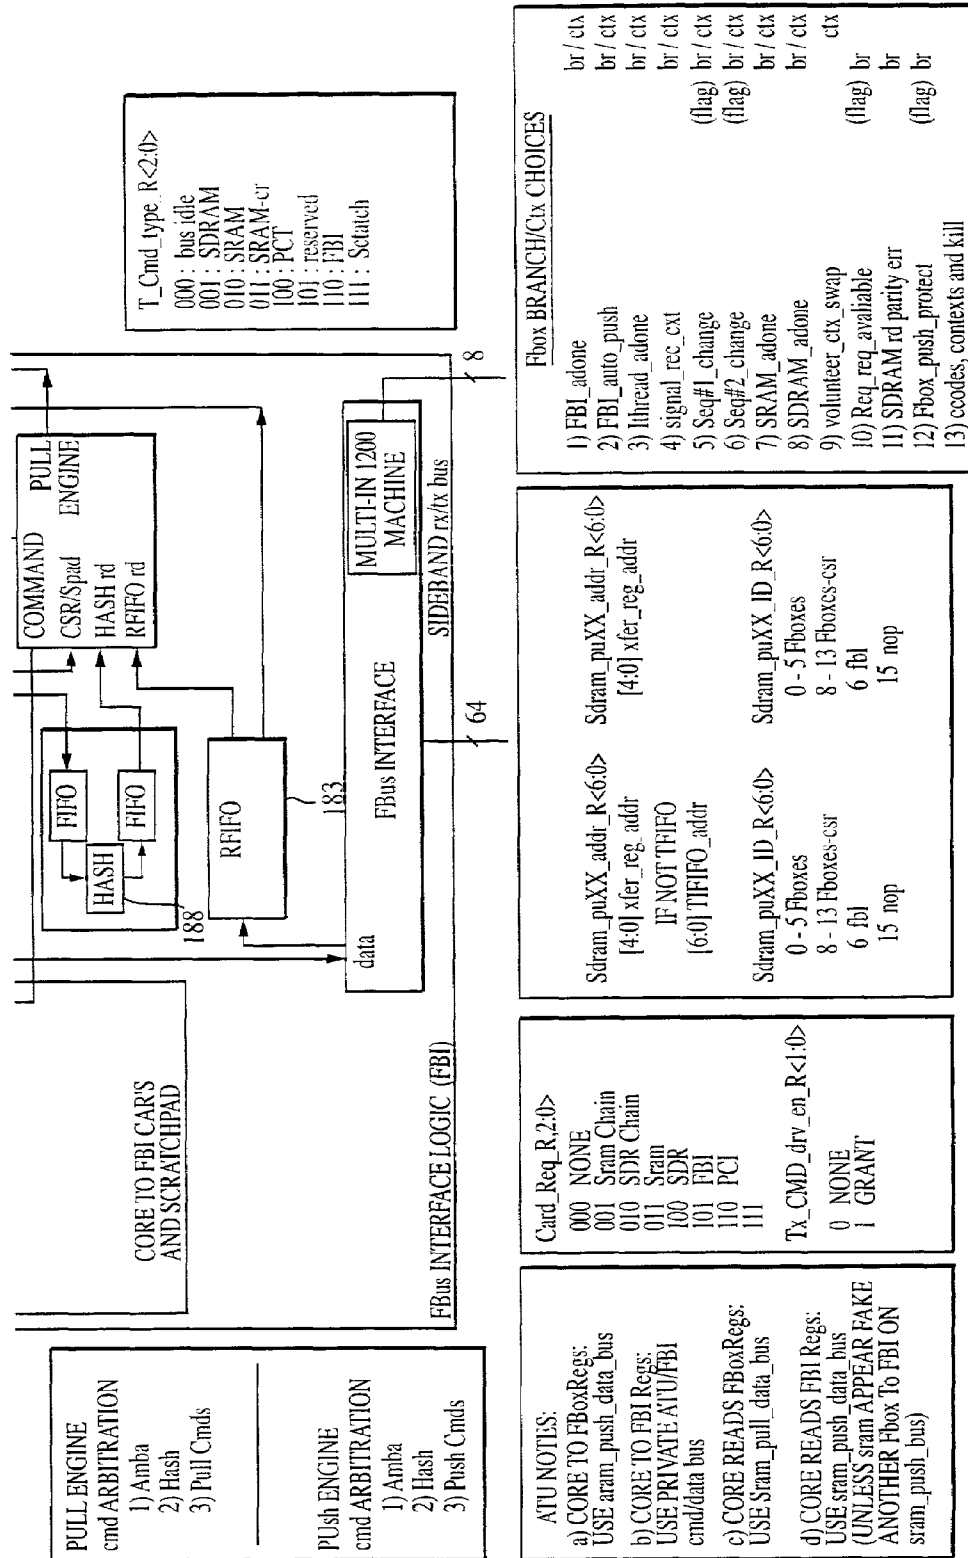 PULL ENGINE
cmd ARBITRATION
1) Amba
2) Hash
3) Pull Cmds
PUsh ENGINE
cmd ARBITRATION
1) Amba
2) Hash
3) Push Cmds
CORE TO FBI CAR'S
AND SCRATCHPAD
FBus INTERFACE LOGIC (FBI)
FIFO
HASH
FIFO
188
COMMAND
CSR/Spad
HASH rd
RFIFO rd
PULL
ENGINE
RFIFO
183
data
FBus INTERFACE
MULTI-IN 1200
MACHINE
SIDEBAND rx/tx bus
8
64
T_Cmd_type_R<2:0>
000 : bus idle
001 : SDRAM
010 : SRAM
011 : SRAM-cr
100 : PCT
101 : reserved
110 : FBI
111 : Sctatch
ATU NOTES:
a) CORE TO FBoxRegs:
USE aram_push_data_bus
b) CORE TO FBI Regs:
USE PRIVATE ATU/FBI
cmd/data bus
c) CORE READS FBoxRegs:
USE Sram_pull_data_bus
d) CORE READS FBI Regs:
USE sram_push_data_bus
(UNLESS sram APPEAR FAKE
ANOTHER Fbox To FBI ON
sram_push_bus)
Card_Req_R,2:0>
000 NONE
001 Sram Chain
010 SDR Chain
011 Sram
100 SDR
101 FBI
110 PCI
111
Tx_CMD_drv_en_R<1:0>
0 NONE
1 GRANT
Sdram_puXX_addr_R<6:0>
[4:0] xfer_reg_addr
IF NOT TFIFO
[6:0] TIFIFO_addr
Sdram_puXX_ID_R<6:0>
0 - 5 Fboxes
8 - 13 Fboxes-csr
6 fbl
15 nop
Sdram_puXX_addr_R<6:0>
[4:0] xfer_reg_addr
Sdram_puXX_ID_R<6:0>
0 - 5 Fboxes
8 - 13 Fboxes-csr
6 fbl
15 nop
Fbox BRANCH/Ctx CHOICES
1) FBI_adone br / ctx
2) FBI_auto_push br / ctx
3) Ithread_adone br / ctx
4) signal_rec_cxt br / ctx
5) Seq#1_change (flag) br / ctx
6) Seq#2_change (flag) br / ctx
7) SRAM_adone br / ctx
8) SDRAM_adone br / ctx
9) volunteer_ctx_swap ctx
10) Req_req_avaliable (flag) br
11) SDRAM rd parity err br
12) Fbox_push_protect (flag) br
13) ccodes, contexts and kill